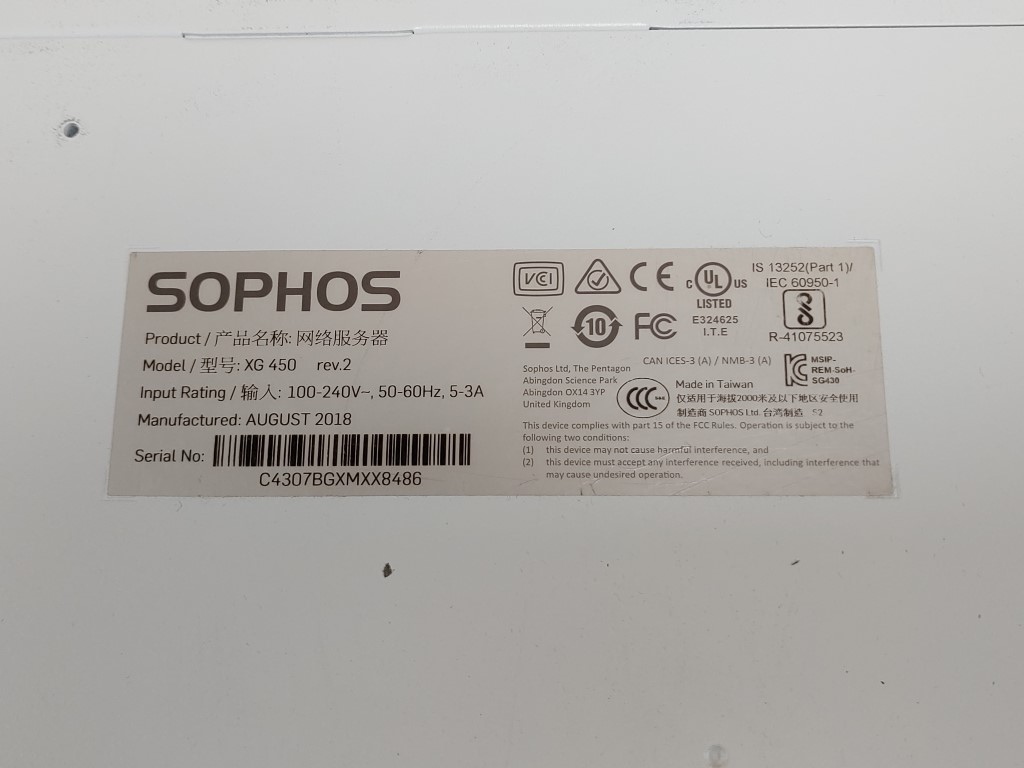 SOPHOS
Product / 产品名称: 网络服务器
Model / 型号: XG 450 rev.2
Input Rating / 输入: 100-240V~, 50-60Hz, 5-3A
Manufactured: AUGUST 2018
Serial No:
C4307BGXMXX8486
VCI
CE
c UL US
LISTED
E324625
I.T.E
IS 13252(Part 1)/
IEC 60950-1
R-41075523
10
FC
CAN ICES-3 (A) / NMB-3 (A)
MSIP-
REM-SoH-
SG430
Sophos Ltd, The Pentagon
Abingdon Science Park
Abingdon OX14 3YP
United Kingdom
CCC
Made in Taiwan
仅适用于海拔2000米及以下地区安全使用
制造商 SOPHOS Ltd. 台湾制造 S2
This device complies with part 15 of the FCC Rules. Operation is subject to the
following two conditions:
(1) this device may not cause harmful interference, and
(2) this device must accept any interference received, including interference that
may cause undesired operation.